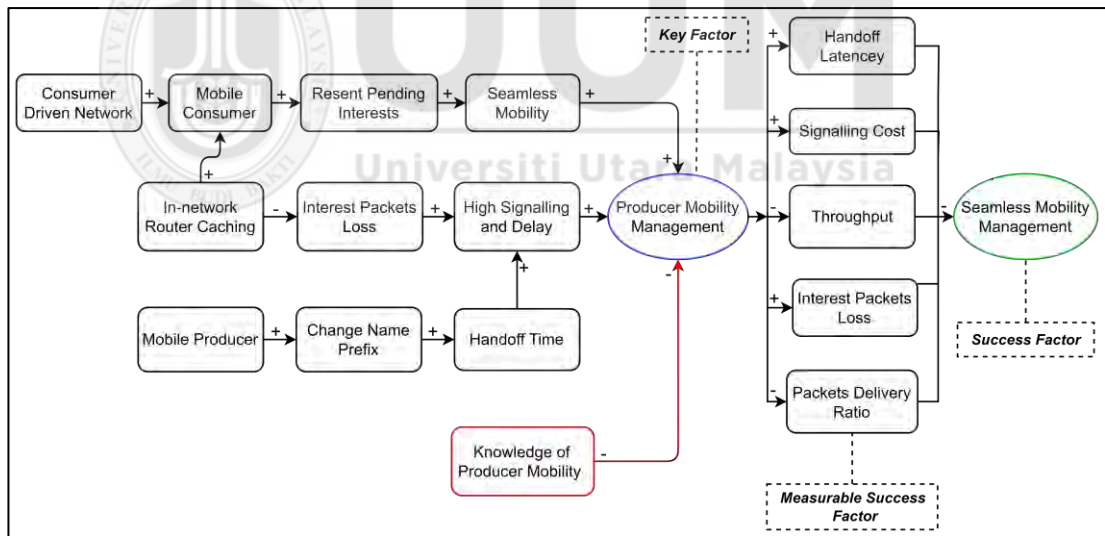 Key Factor
Handoff
Latencey
Consumer
Driven Network
+
+
Mobile
Consumer
+
+
Resent Pending
Interests
+
+
Seamless
Mobility
+
+
+
Signalling Cost
+
UUM
Universiti Utara Malaysia
In-network
Router Caching
+
-
Interest Packets
Loss
+
+
High Signalling
and Delay
+
Producer Mobility
Management
-
Throughput
-
Seamless Mobility
Management
+
-
Mobile Producer
+
+
Change Name
Prefix
+
+
Handoff Time
+
Interest Packets
Loss
Success Factor
-
Packets Delivery
Ratio
Knowledge of
Producer Mobility
-
Measurable Success
Factor